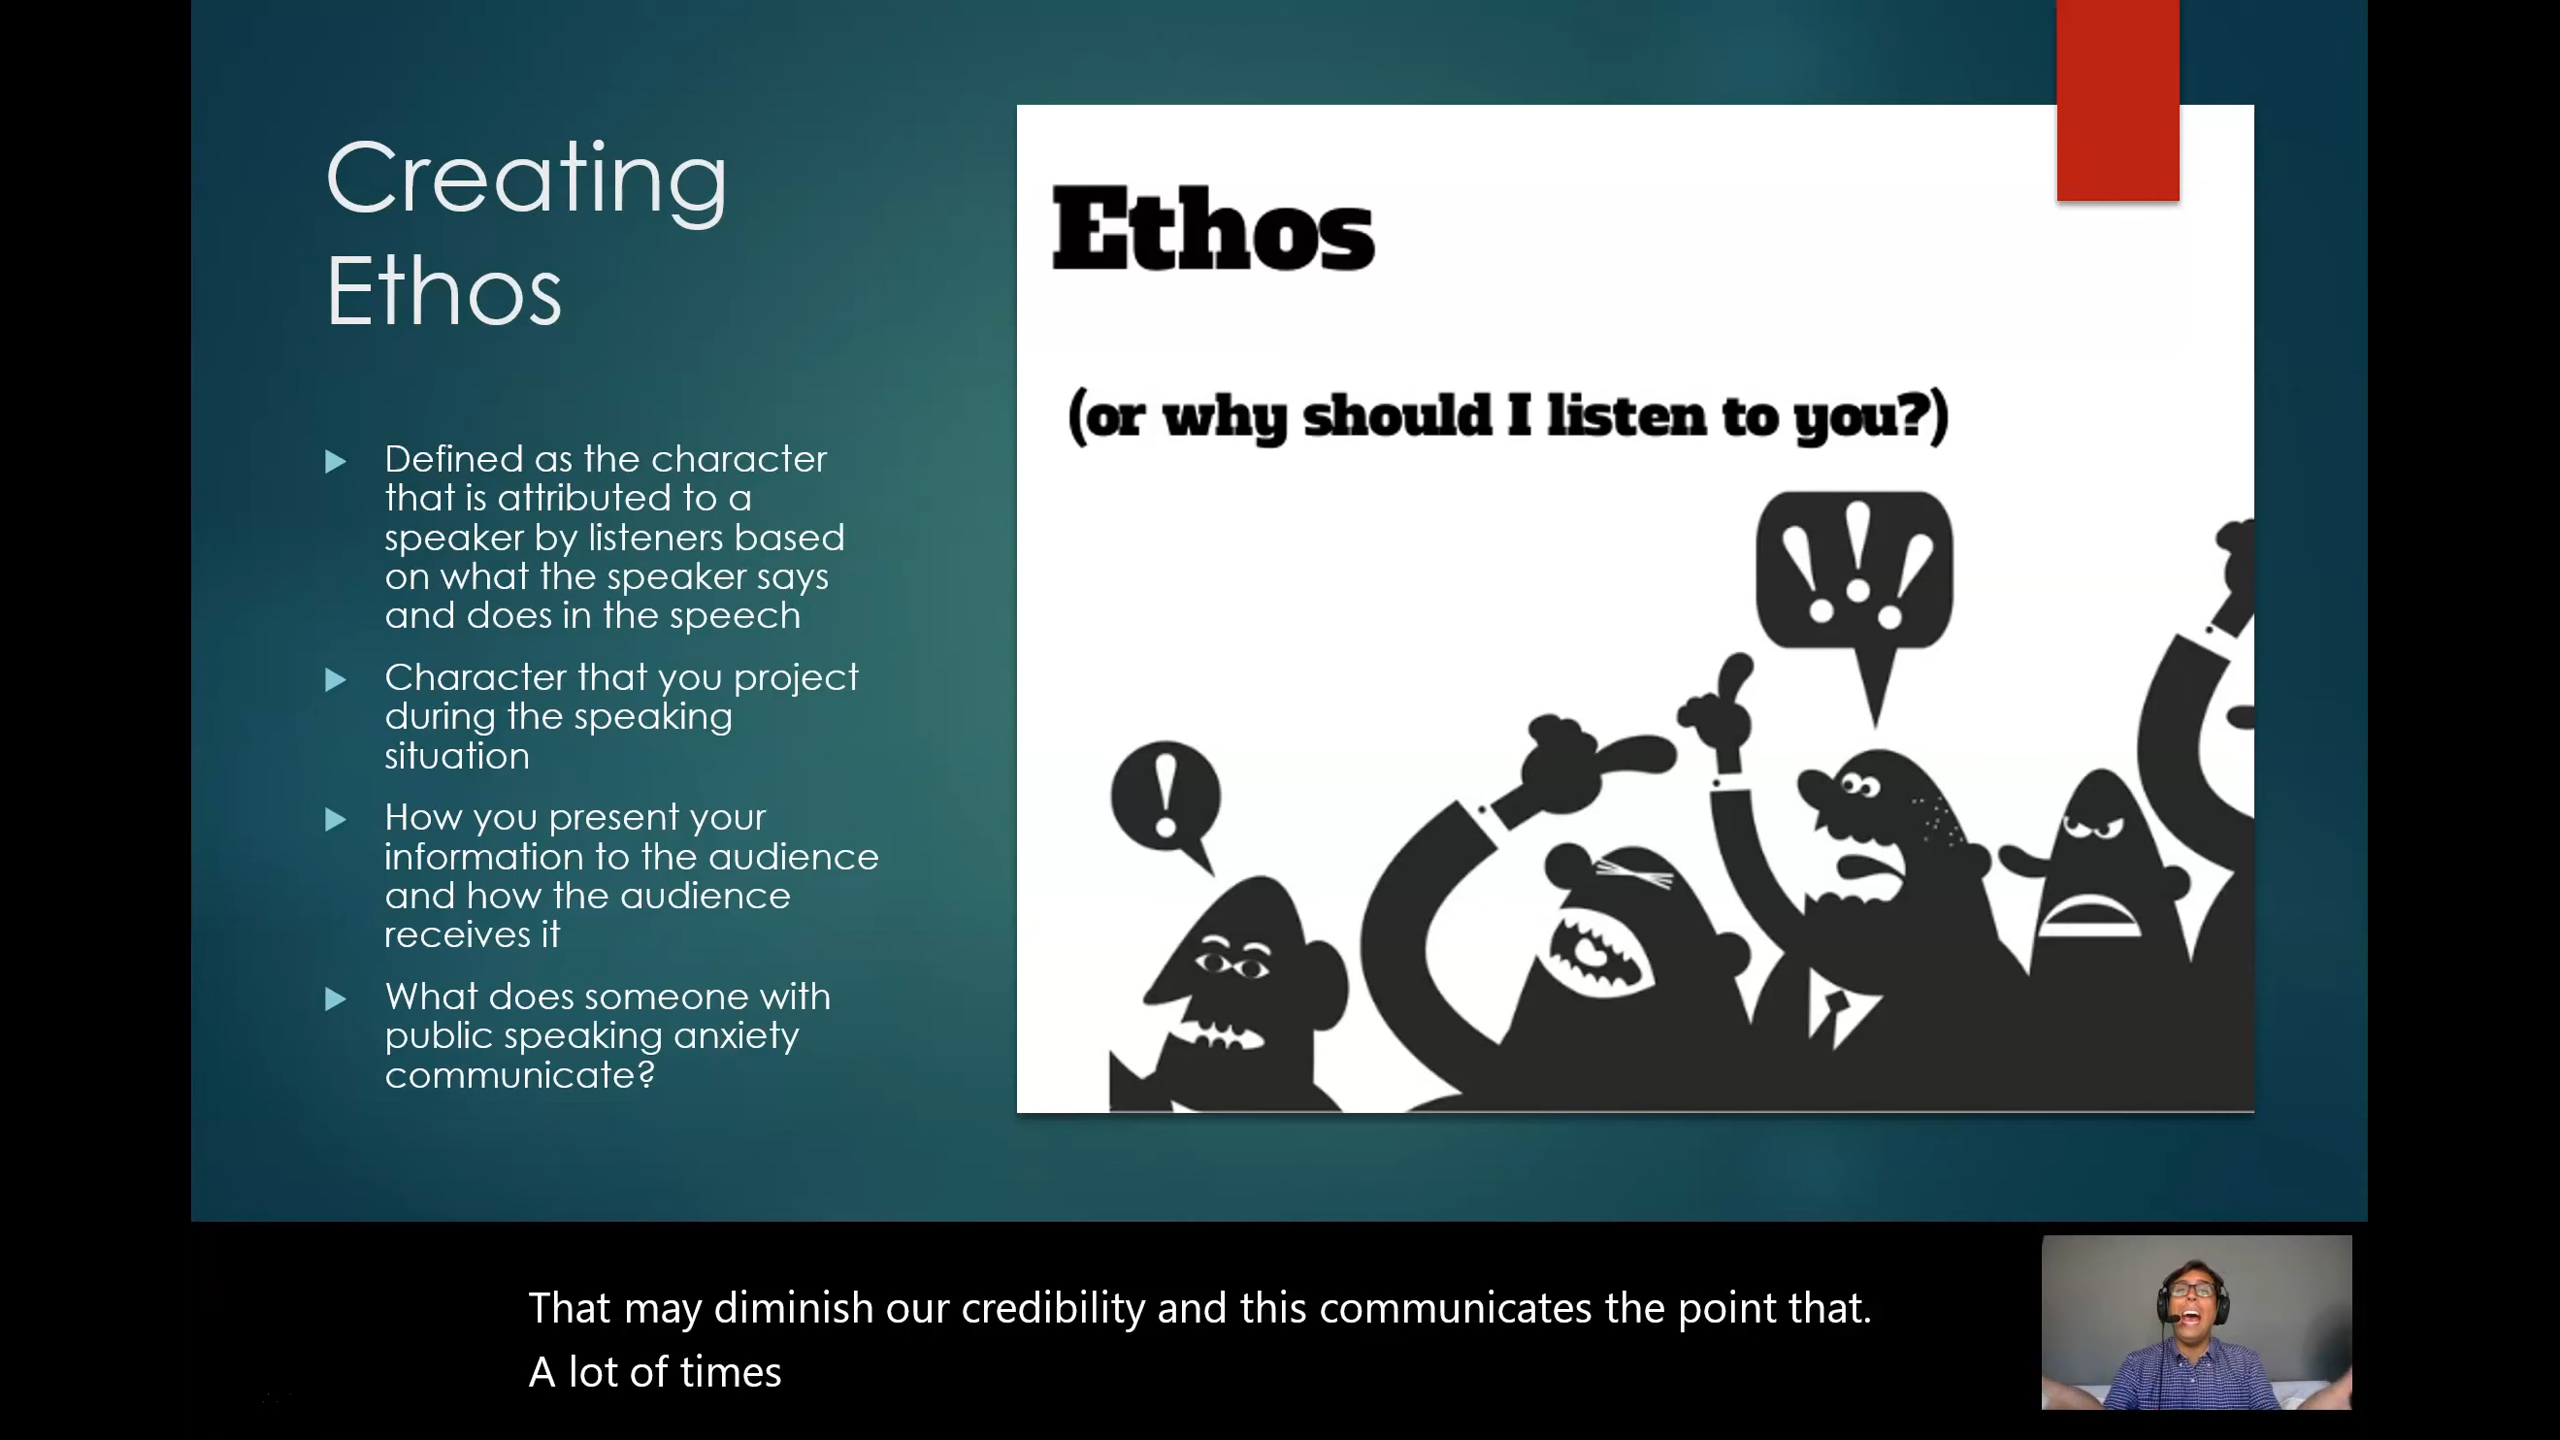 Creating
Ethos
Defined as the character
that is attributed to a
speaker by listeners based
on what the speaker says
and does in the speech
Character that you project
during the speaking
situation
How you present your
information to the audience
and how the audience
receives it
What does someone with
public speaking anxiety
communicate?
Ethos
(or why should I listen to you?)
!!!
!
That may diminish our credibility and this communicates the point that.
A lot of times